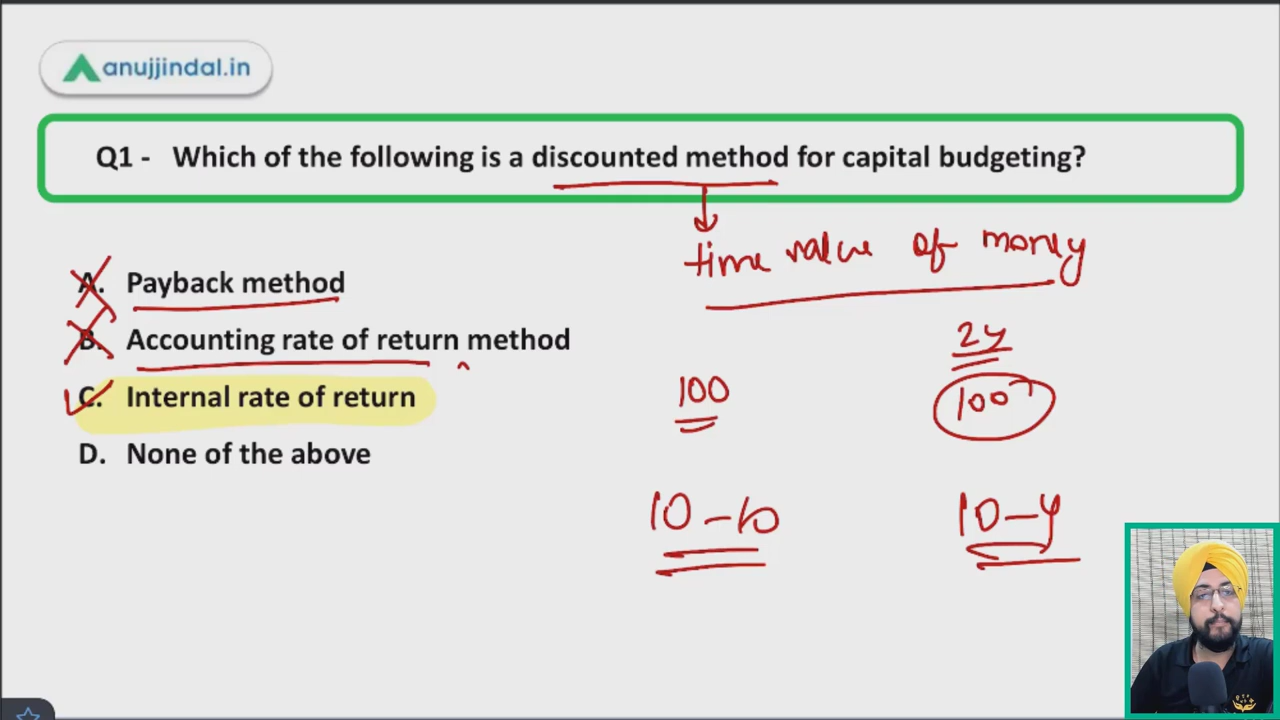 anujjindal.in
Q1 - Which of the following is a discounted method for capital budgeting?
time value of money
A. Payback method
B. Accounting rate of return method
C. Internal rate of return
D. None of the above
2y
100 100
10 - 10 10 - 4